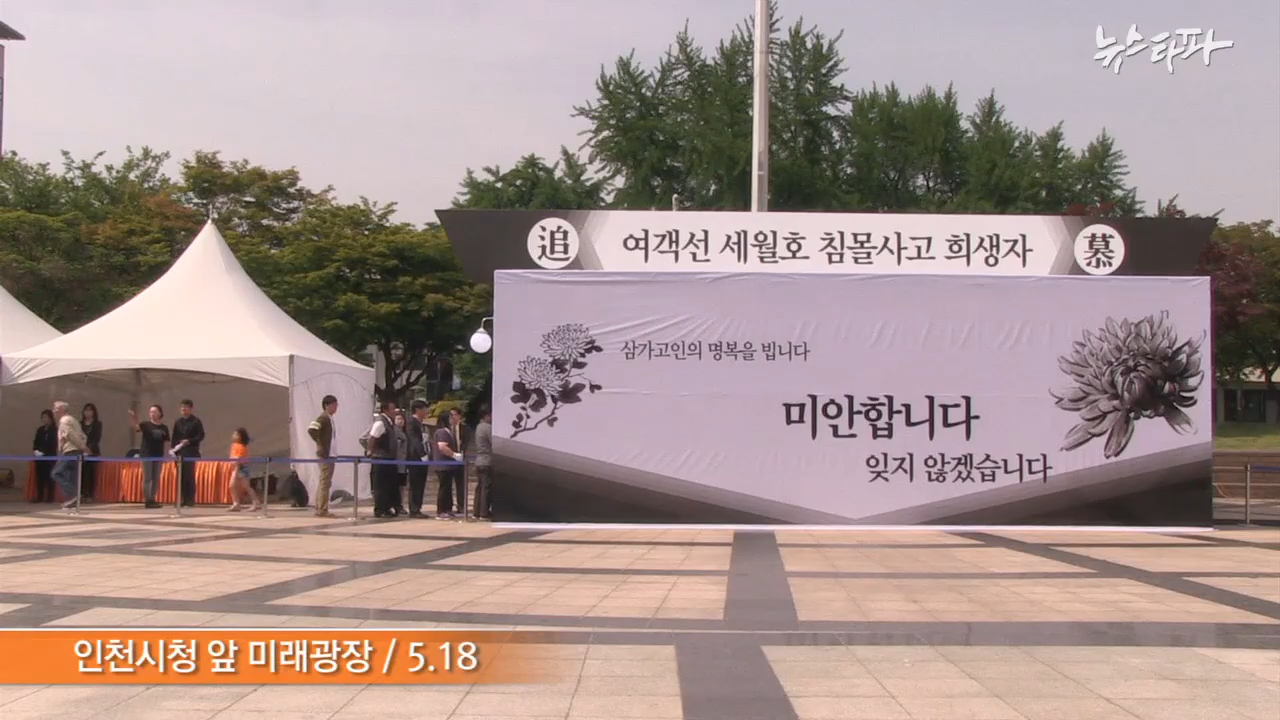 뉴스타파
追 여객선 세월호 침몰사고 희생자 慕
삼가고인의 명복을 빕니다
미안합니다
잊지 않겠습니다
인천시청 앞 미래광장 / 5.18